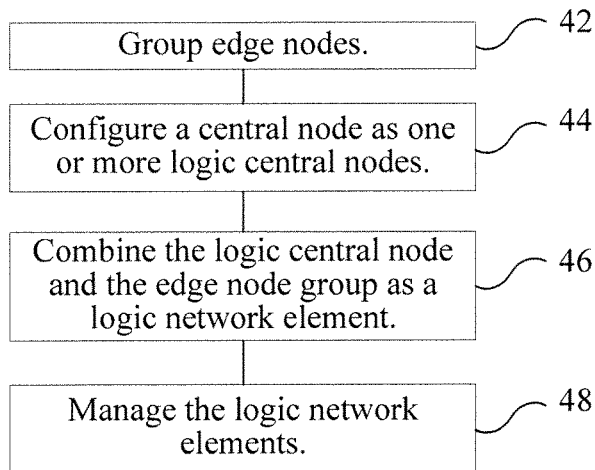 Group edge nodes.
42
Configure a central node as one
or more logic central nodes.
44
Combine the logic central node
and the edge node group as a
logic network element.
46
Manage the logic network
elements.
48